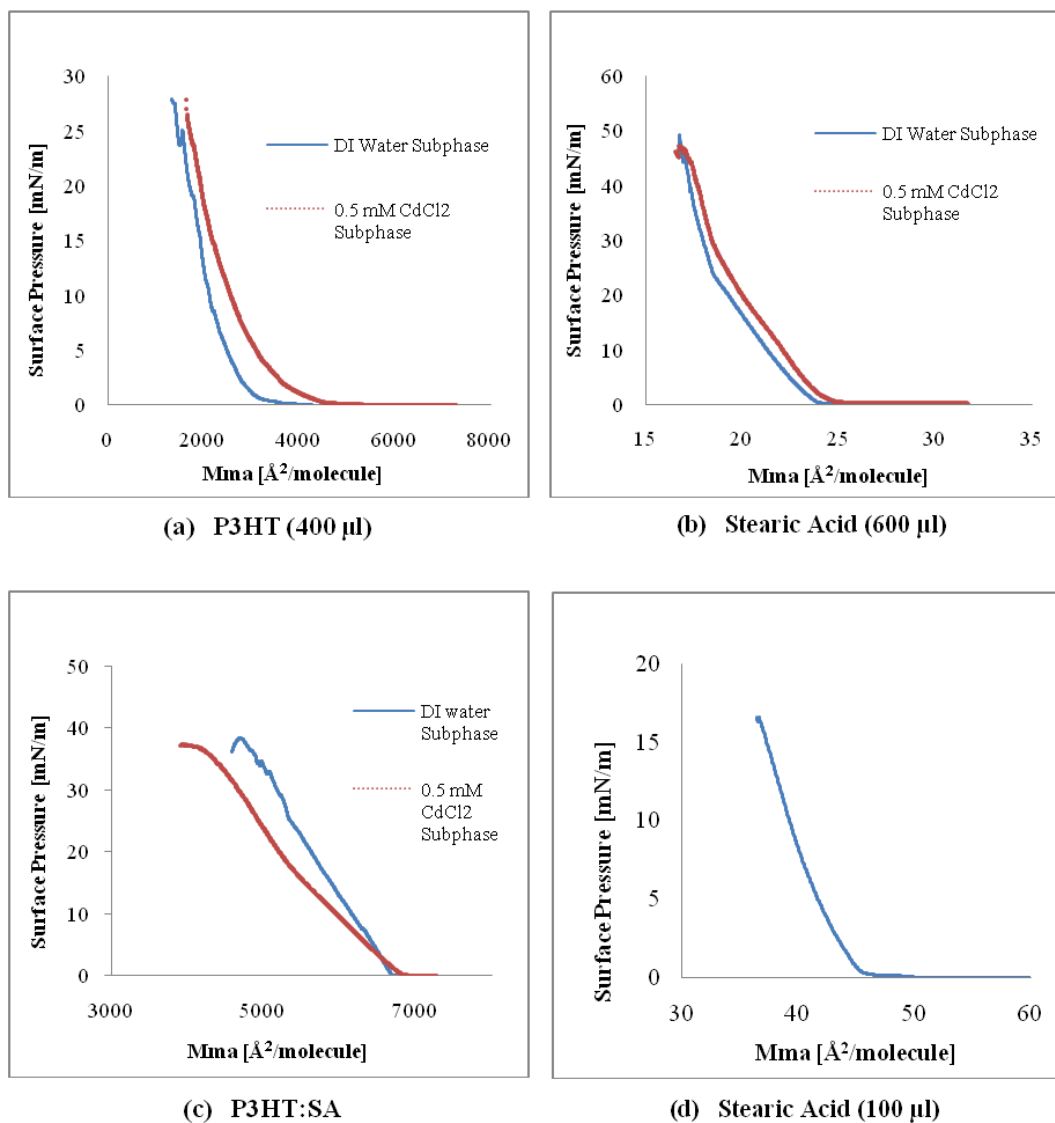 30
25
20
15
10
5
0
0 2000 4000 6000 8000
Surface Pressure [mN/m]
Mma [Å²/molecule]
DI Water Subphase
0.5 mM CdCl2
Subphase
(a) P3HT (400 µl)
60
50
40
30
20
10
0
15 20 25 30 35
Surface Pressure [mN/m]
Mma [Å²/molecule]
DI Water Subphase
0.5 mM CdCl2
Subphase
(b) Stearic Acid (600 µl)
50
40
30
20
10
0
3000 5000 7000
Surface Pressure [mN/m]
Mma [Å²/molecule]
DI water
Subphase
0.5 mM
CdCl2
Subphase
(c) P3HT:SA
20
15
10
5
0
30 40 50 60
Surface Pressure [mN/m]
Mma [Å²/molecule]
(d) Stearic Acid (100 µl)